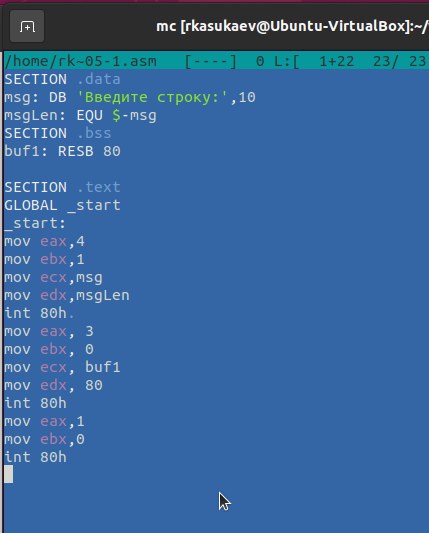 mc [rkasukaev@Ubuntu-VirtualBox]:~/
/home/rk~05-1.asm   [----]  0 L:[  1+22  23/ 23
SECTION .data
msg: DB 'Введите строку:',10
msgLen: EQU $-msg
SECTION .bss
buf1: RESB 80
SECTION .text
GLOBAL _start
_start:
mov eax,4
mov ebx,1
mov ecx,msg
mov edx,msgLen
int 80h.
mov eax, 3
mov ebx, 0
mov ecx, buf1
mov edx, 80
int 80h
mov eax,1
mov ebx,0
int 80h